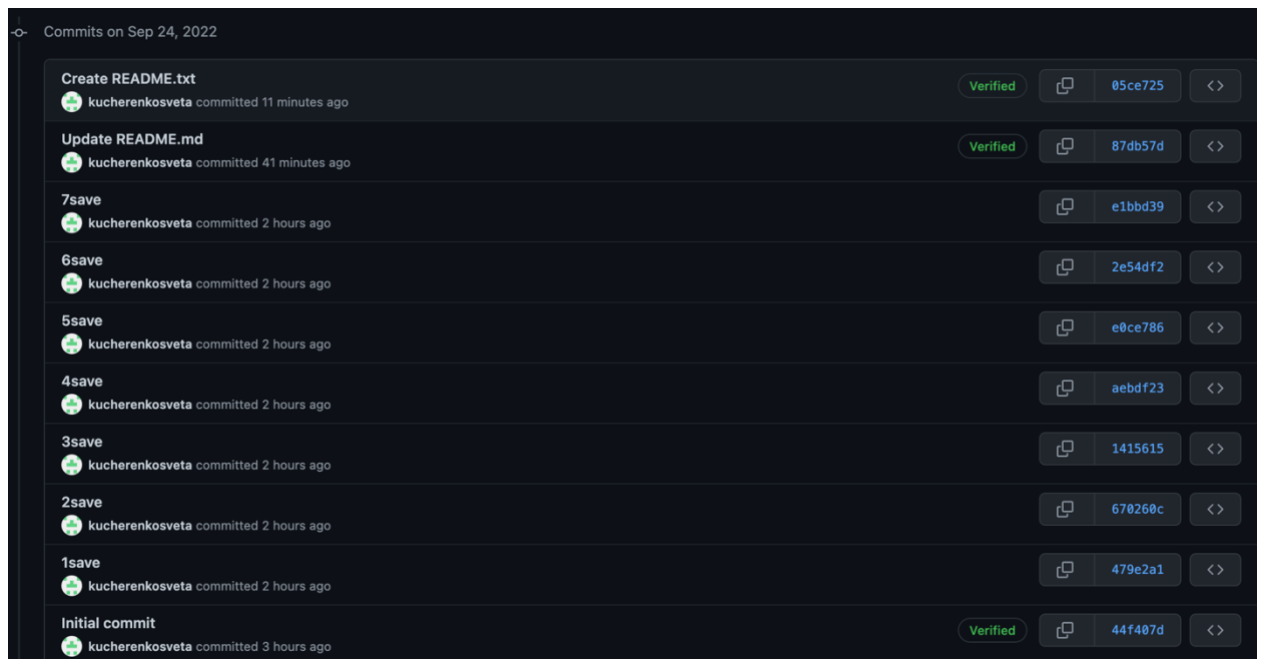 Commits on Sep 24, 2022
Create README.txt
kucherenkosveta committed 11 minutes ago
Verified
05ce725
Update README.md
kucherenkosveta committed 41 minutes ago
Verified
87db57d
7save
kucherenkosveta committed 2 hours ago
e1bbd39
6save
kucherenkosveta committed 2 hours ago
2e54df2
5save
kucherenkosveta committed 2 hours ago
e0ce786
4save
kucherenkosveta committed 2 hours ago
aebdf23
3save
kucherenkosveta committed 2 hours ago
1415615
2save
kucherenkosveta committed 2 hours ago
670260c
1save
kucherenkosveta committed 2 hours ago
479e2a1
Initial commit
kucherenkosveta committed 3 hours ago
Verified
44f407d